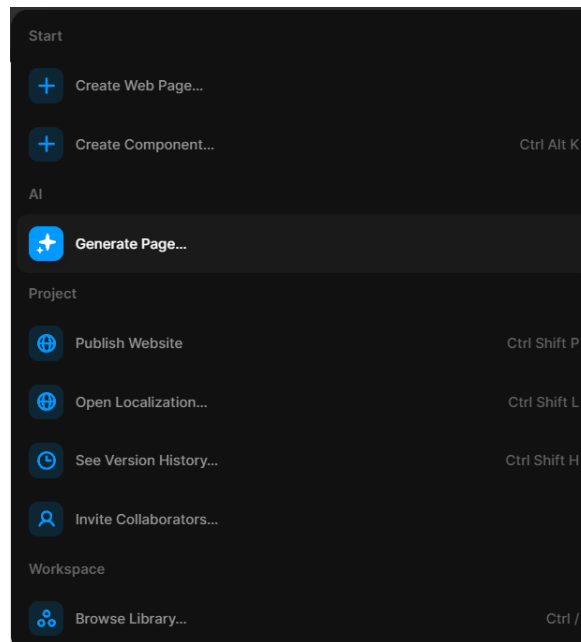 Start
Create Web Page...
Create Component... Ctrl Alt K
AI
Generate Page...
Project
Publish Website Ctrl Shift P
Open Localization... Ctrl Shift L
See Version History... Ctrl Shift H
Invite Collaborators...
Workspace
Browse Library... Ctrl /